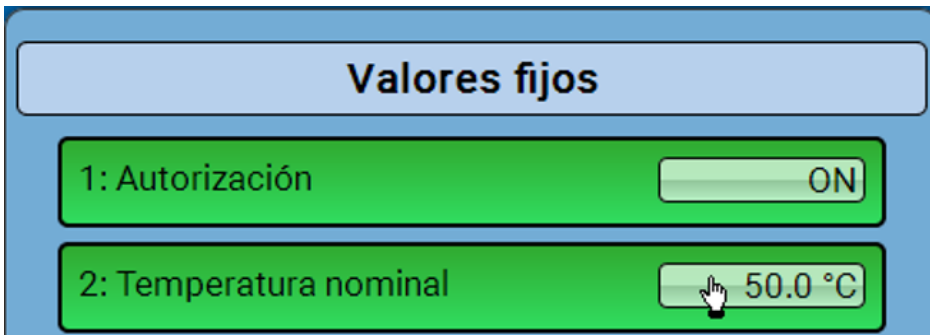 Valores fijos
1: Autorización ON
2: Temperatura nominal 50.0 °C